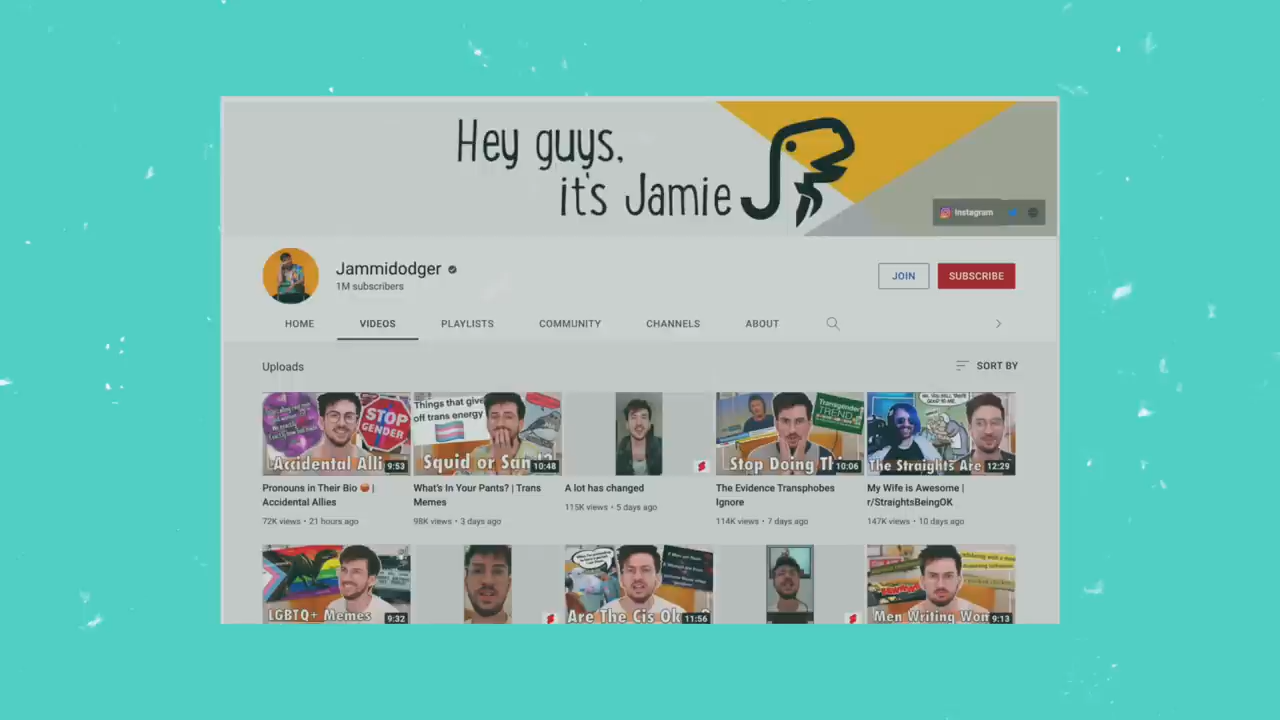 Hey guys,
it's Jamie
Instagram
Jammidodger
1M subscribers
JOIN
SUBSCRIBE
HOME
VIDEOS
PLAYLISTS
COMMUNITY
CHANNELS
ABOUT
Uploads
SORT BY
STOP
GENDER
Accidental Alli
9:53
Things that give
off trans energy
Squid or San
10:48
Transgender
TREND
Stop Doing Th
10:06
The Straights Are
12:29
Pronouns in Their Bio 😡 |
Accidental Allies
72K views • 21 hours ago
What's In Your Pants? | Trans
Memes
98K views • 3 days ago
A lot has changed
115K views • 5 days ago
The Evidence Transphobes
Ignore
114K views • 7 days ago
My Wife is Awesome |
r/StraightsBeingOK
147K views • 10 days ago
LGBTQ+ Memes
9:32
Are The Cis Ok
11:56
Men Writing Wom
9:13